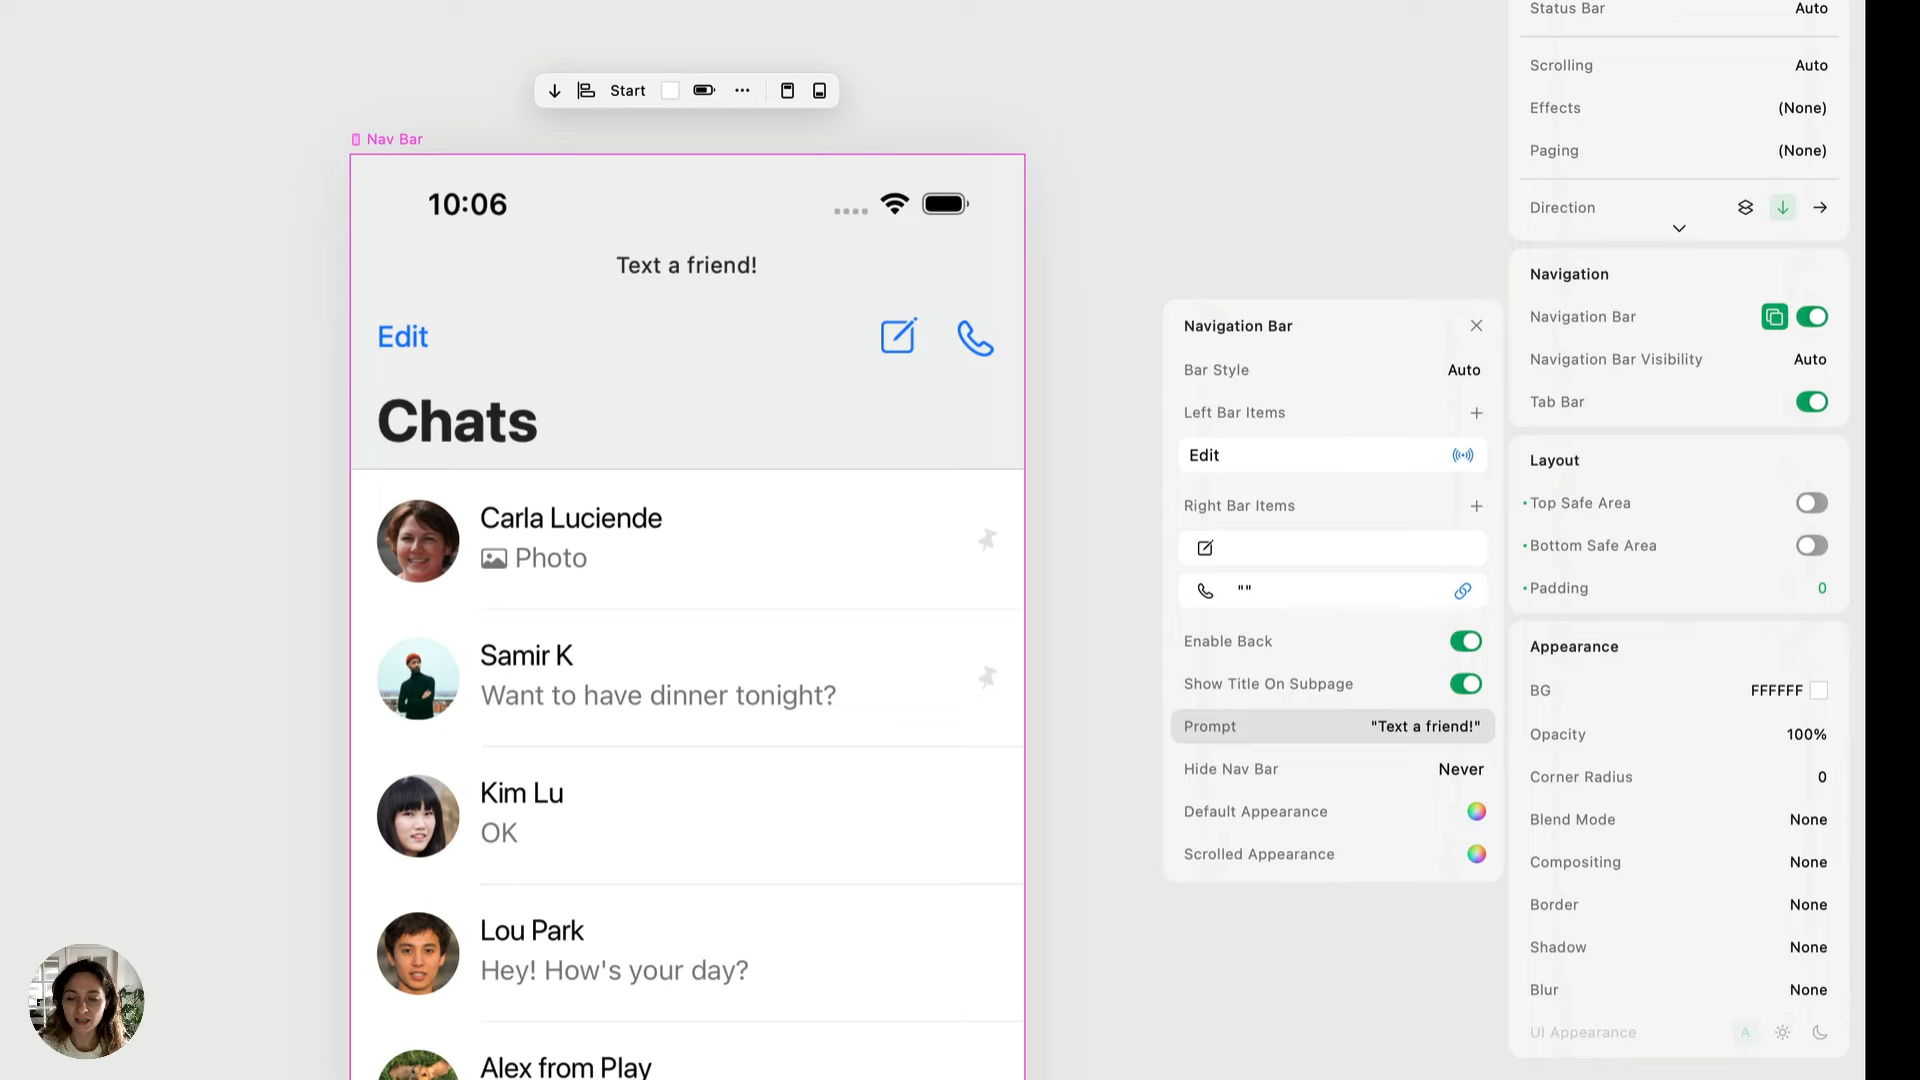 Start
Nav Bar
10:06
Text a friend!
Edit
Chats
Carla Luciende
Photo
Samir K
Want to have dinner tonight?
Kim Lu
OK
Lou Park
Hey! How's your day?
Alex from Play
Navigation Bar
Bar Style Auto
Left Bar Items +
Edit
Right Bar Items +
""
Enable Back
Show Title On Subpage
Prompt "Text a friend!"
Hide Nav Bar Never
Default Appearance
Scrolled Appearance
Status Bar Auto
Scrolling Auto
Effects (None)
Paging (None)
Direction
Navigation
Navigation Bar
Navigation Bar Visibility Auto
Tab Bar
Layout
Top Safe Area
Bottom Safe Area
Padding 0
Appearance
BG FFFFFF
Opacity 100%
Corner Radius 0
Blend Mode None
Compositing None
Border None
Shadow None
Blur None
UI Appearance A